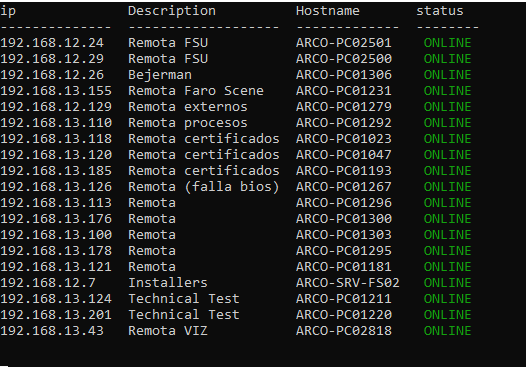 ip Description Hostname status
-------------- ------------------- --------------- --------
192.168.12.24 Remota FSU ARCO-PC02501 ONLINE
192.168.12.29 Remota FSU ARCO-PC02500 ONLINE
192.168.12.26 Bejerman ARCO-PC01306 ONLINE
192.168.13.155 Remota Faro Scene ARCO-PC01231 ONLINE
192.168.12.129 Remota externos ARCO-PC01279 ONLINE
192.168.13.110 Remota procesos ARCO-PC01292 ONLINE
192.168.13.118 Remota certificados ARCO-PC01023 ONLINE
192.168.13.120 Remota certificados ARCO-PC01047 ONLINE
192.168.13.185 Remota certificados ARCO-PC01193 ONLINE
192.168.13.126 Remota (falla bios) ARCO-PC01267 ONLINE
192.168.13.113 Remota ARCO-PC01296 ONLINE
192.168.13.176 Remota ARCO-PC01300 ONLINE
192.168.13.100 Remota ARCO-PC01303 ONLINE
192.168.13.178 Remota ARCO-PC01295 ONLINE
192.168.13.121 Remota ARCO-PC01181 ONLINE
192.168.12.7 Installers ARCO-SRV-FS02 ONLINE
192.168.13.124 Technical Test ARCO-PC01211 ONLINE
192.168.13.201 Technical Test ARCO-PC01220 ONLINE
192.168.13.43 Remota VIZ ARCO-PC02818 ONLINE